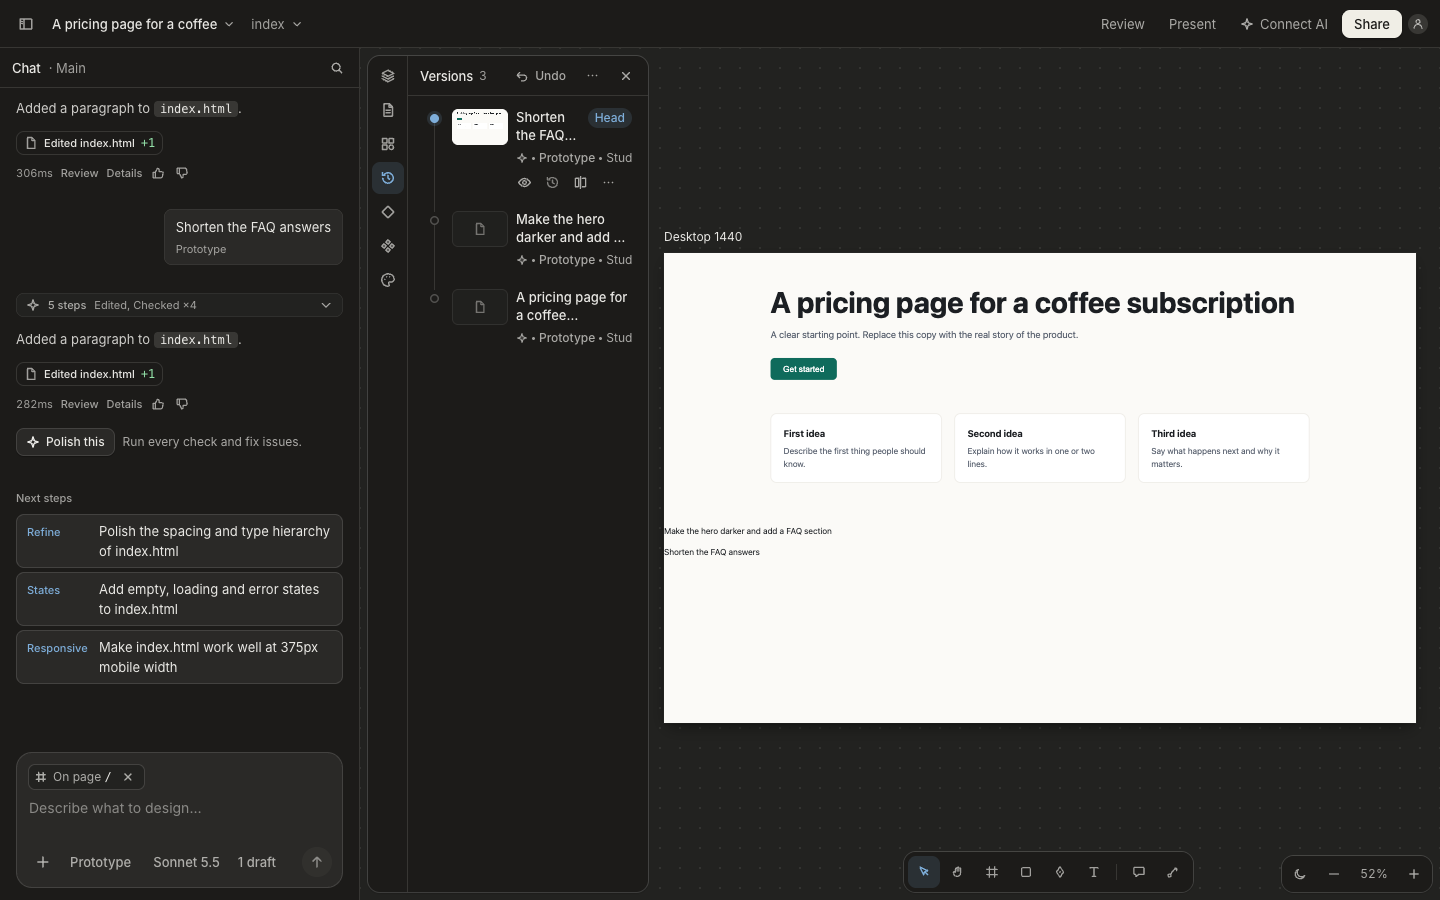 A pricing page for a coffee
index
Review
Present
Connect AI
Share
Chat · Main
Added a paragraph to index.html.
Edited index.html +1
306ms Review Details
Shorten the FAQ answers
Prototype
5 steps Edited, Checked ×4
Added a paragraph to index.html.
Edited index.html +1
282ms Review Details
Polish this Run every check and fix issues.
Next steps
Refine Polish the spacing and type hierarchy
of index.html
States Add empty, loading and error states
to index.html
Responsive Make index.html work well at 375px
mobile width
On page /
Describe what to design...
Prototype Sonnet 5.5 1 draft
Versions 3 Undo
Shorten
the FAQ...
Head
• Prototype • Stud
Make the hero
darker and add ...
• Prototype • Stud
A pricing page for
a coffee...
• Prototype • Stud
Desktop 1440
A pricing page for a coffee subscription
A clear starting point. Replace this copy with the real story of the product.
Get started
First idea
Describe the first thing people should
know.
Second idea
Explain how it works in one or two
lines.
Third idea
Say what happens next and why it
matters.
Make the hero darker and add a FAQ section
Shorten the FAQ answers
52%